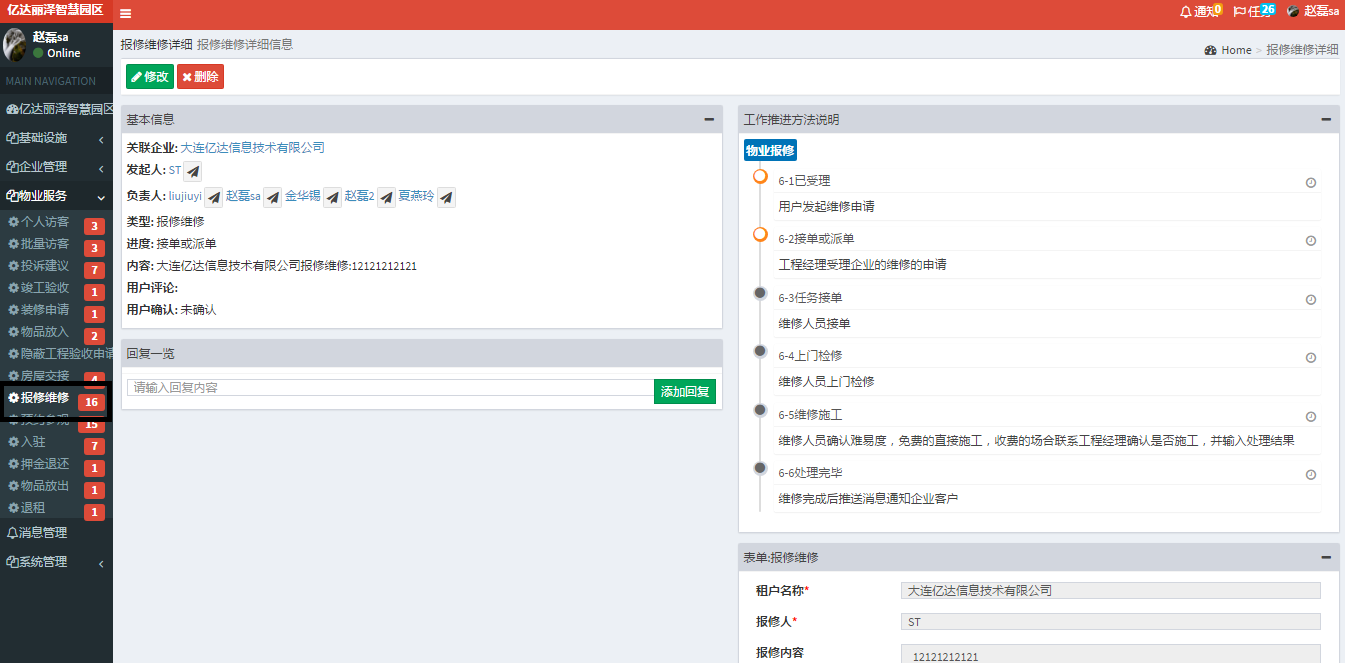 亿达丽泽智慧园区
通知 0
任务 26
赵磊sa
赵磊sa
Online
MAIN NAVIGATION
亿达丽泽智慧园区
基础设施
企业管理
物业服务
个人访客 3
批量访客 3
投诉建议 7
竣工验收 1
装修申请 1
物品放入 2
隐蔽工程验收申请
房屋交接 4
报修维修 16
预约参观 15
入驻 7
押金退还 1
物品放出 1
退租 1
消息管理
系统管理
报修维修详细 报修维修详细信息
Home > 报修维修详细
修改 删除
基本信息
关联企业: 大连亿达信息技术有限公司
发起人: ST
负责人: liujiuyi 赵磊sa 金华锡 赵磊2 夏燕玲
类型: 报修维修
进度: 接单或派单
内容: 大连亿达信息技术有限公司报修维修:12121212121
用户评论:
用户确认: 未确认
回复一览
请输入回复内容 添加回复
工作推进方法说明
物业报修
6-1已受理
用户发起维修申请
6-2接单或派单
工程经理受理企业的维修的申请
6-3任务接单
维修人员接单
6-4上门检修
维修人员上门检修
6-5维修施工
维修人员确认难易度，免费的直接施工，收费的场合联系工程经理确认是否施工，并输入处理结果
6-6处理完毕
维修完成后推送消息通知企业客户
表单:报修维修
租户名称* 大连亿达信息技术有限公司
报修人* ST
报修内容 12121212121